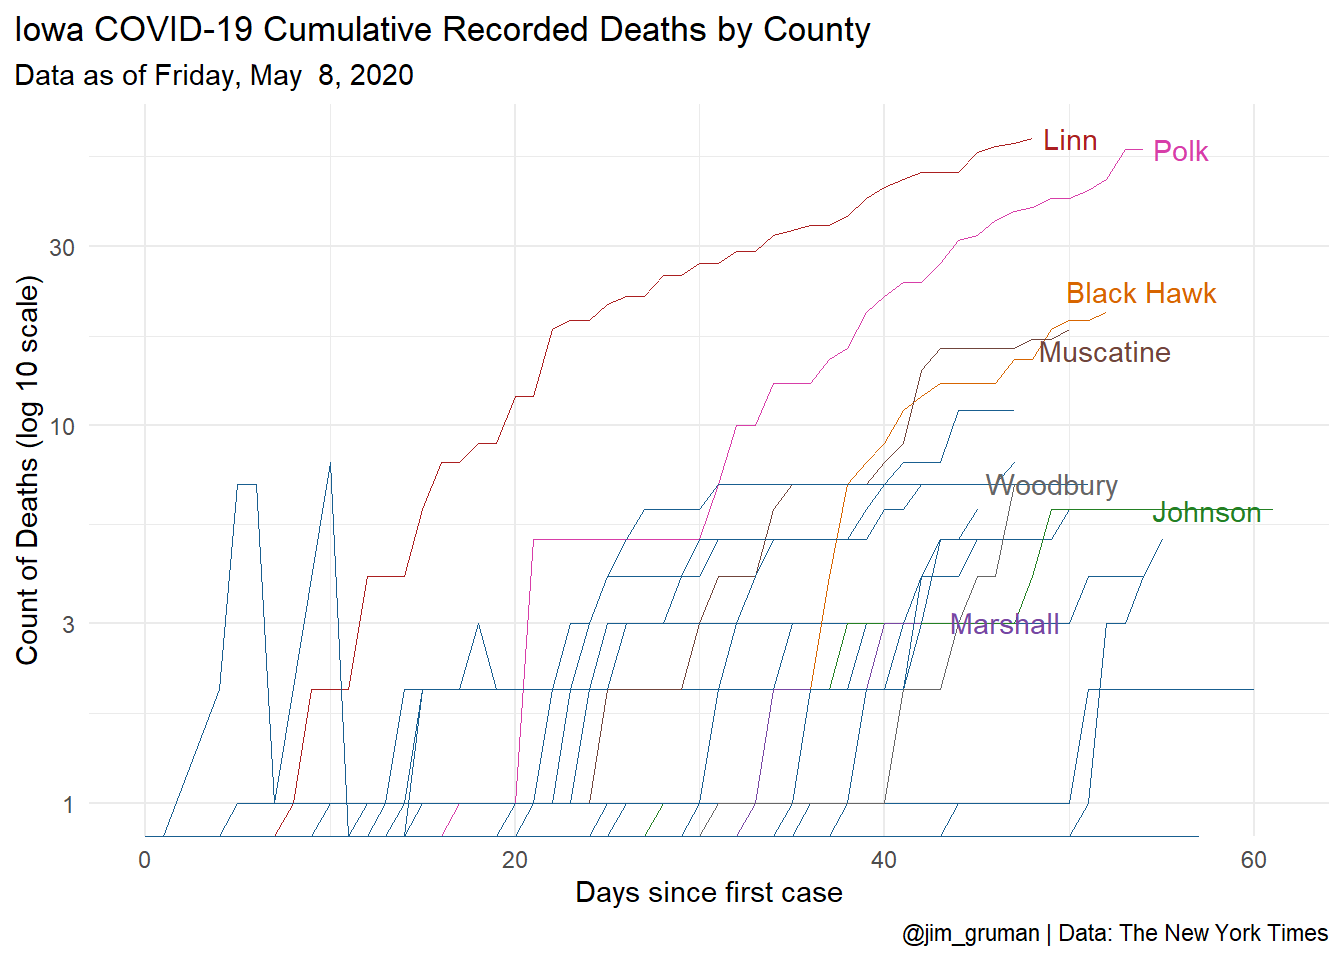 Iowa COVID-19 Cumulative Recorded Deaths by County
Data as of Friday, May  8, 2020
Count of Deaths (log 10 scale)
30
10
3
1
Linn
Polk
Black Hawk
Muscatine
Woodbury
Johnson
Marshall
0
20
40
60
Days since first case
@jim_gruman | Data: The New York Times